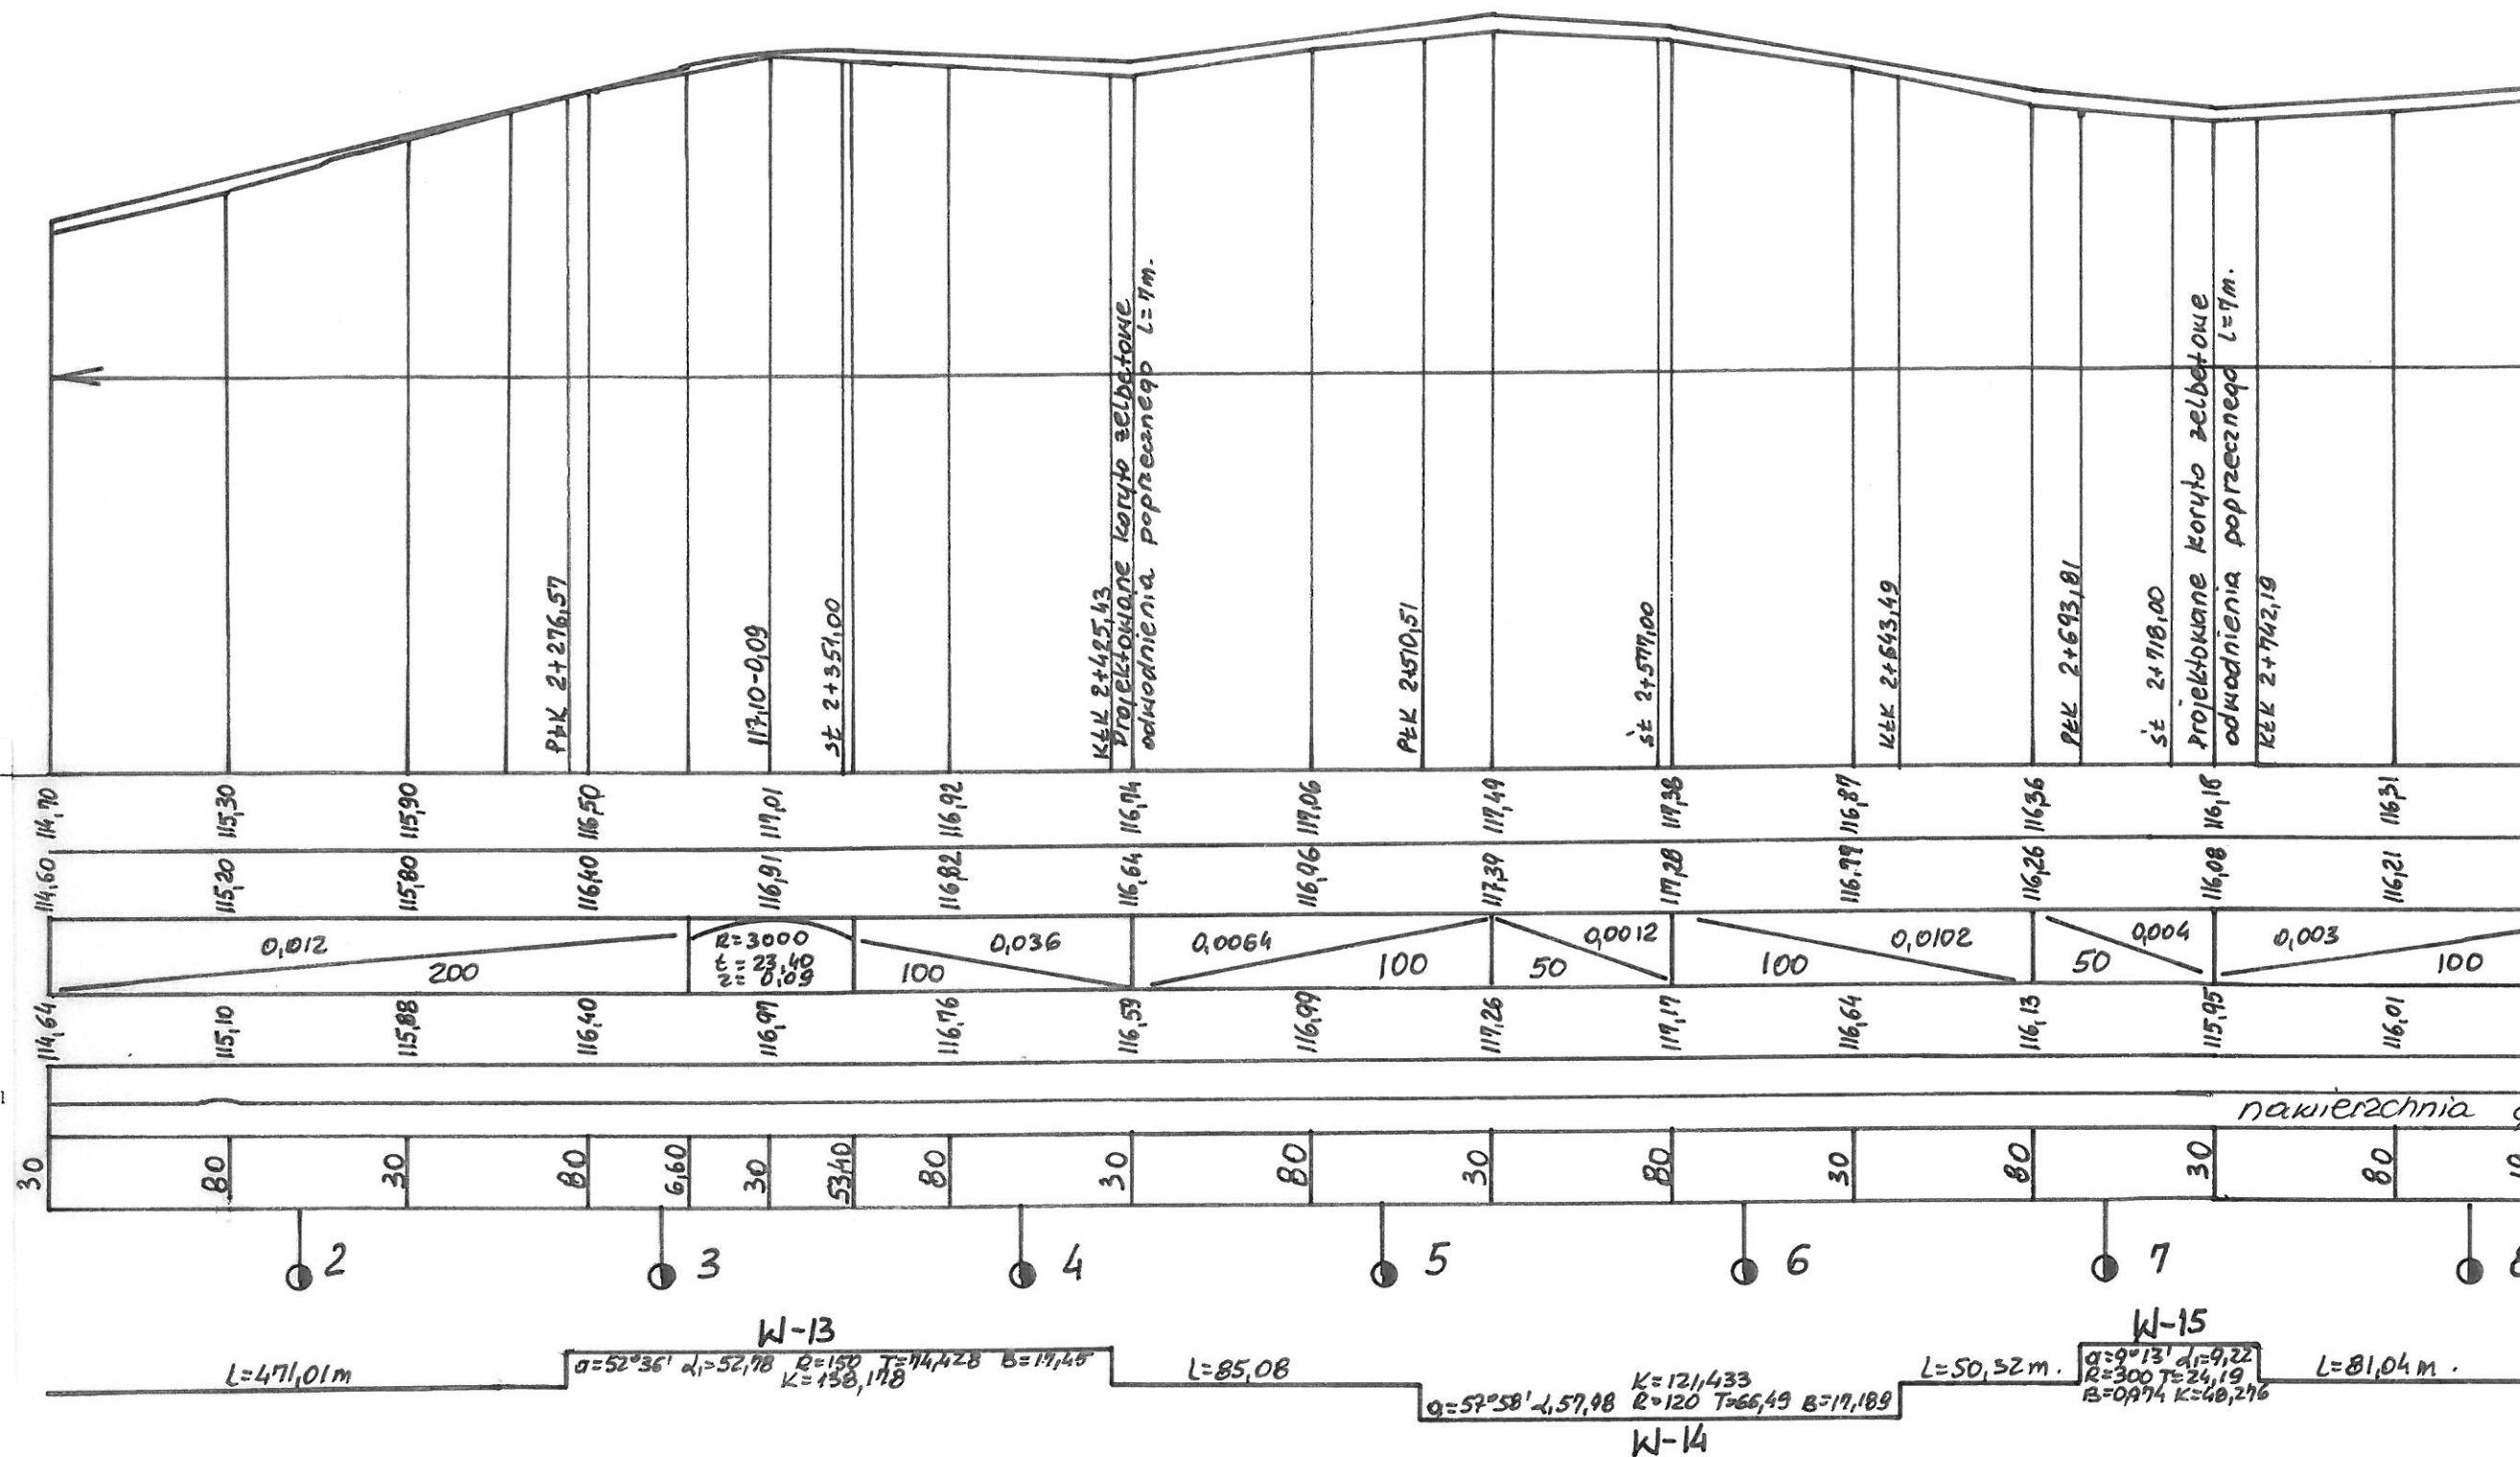 PŁK 2+276,57
117,10-0,09
śł 2+351,00
KŁK 2+425,43
Projektowane koryto żelbetowe
odwodnienia poprzecznego L=7m.
PŁK 2+510,51
śł 2+577,00
KŁK 2+643,49
PŁK 2+693,81
śł 2+718,00
Projektowane koryto żelbetowe
odwodnienia poprzecznego L=7m.
KŁK 2+742,19
114,70 115,30 115,90 116,50 117,01 116,92 116,74 117,06 117,49 117,38 116,87 116,36 116,18 116,31
114,60 115,20 115,80 116,40 116,91 116,82 116,64 116,96 117,39 117,28 116,77 116,26 116,08 116,21
0,012 R=3000 0,036 0,0064 0,0012 0,0102 0,004 0,003
200 t=23,40 100 100 50 100 50 100
z=0,09
114,64 115,10 115,88 116,40 116,97 116,76 116,59 116,99 117,26 117,17 116,64 116,13 115,95 116,01
nawierzchnia
30 80 30 80 6,60 30 53,40 80 30 80 30 80 30 80 30 80
2 3 4 5 6 7
W-13
W-15
L=471,01m
α=52°36' α₁=52,78 R=150 T=74,428 B=17,45
K=138,178
L=85,08
K=121,433
α=57°58' α₁57,98 R=120 T=66,49 B=17,189
W-14
L=50,32m.
α=9°13' α₁=9,22
R=300 T=24,19
B=0,974 K=48,276
L=81,04m.